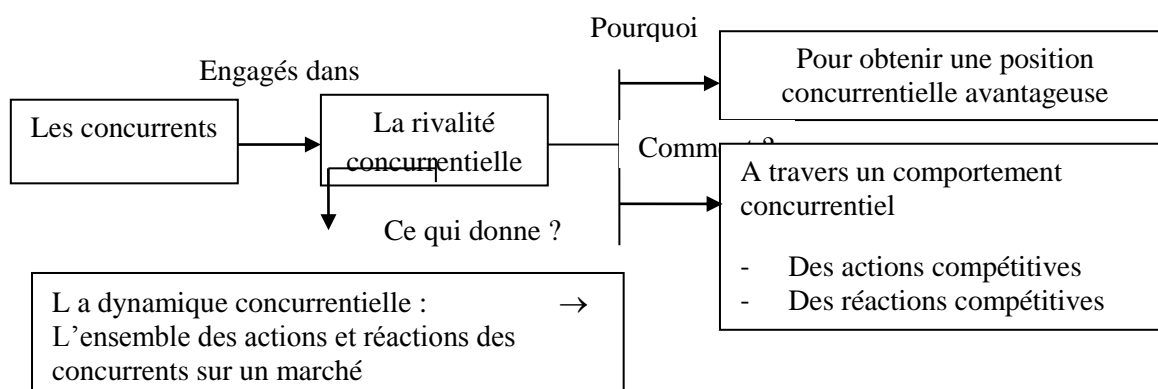 Pourquoi
Engagés dans
Pour obtenir une position
concurrentielle avantageuse
Les concurrents
La rivalité
concurrentielle
A travers un comportement
concurrentiel
- Des actions compétitives
- Des réactions compétitives
Ce qui donne ?
L a dynamique concurrentielle : →
L’ensemble des actions et réactions des
concurrents sur un marché